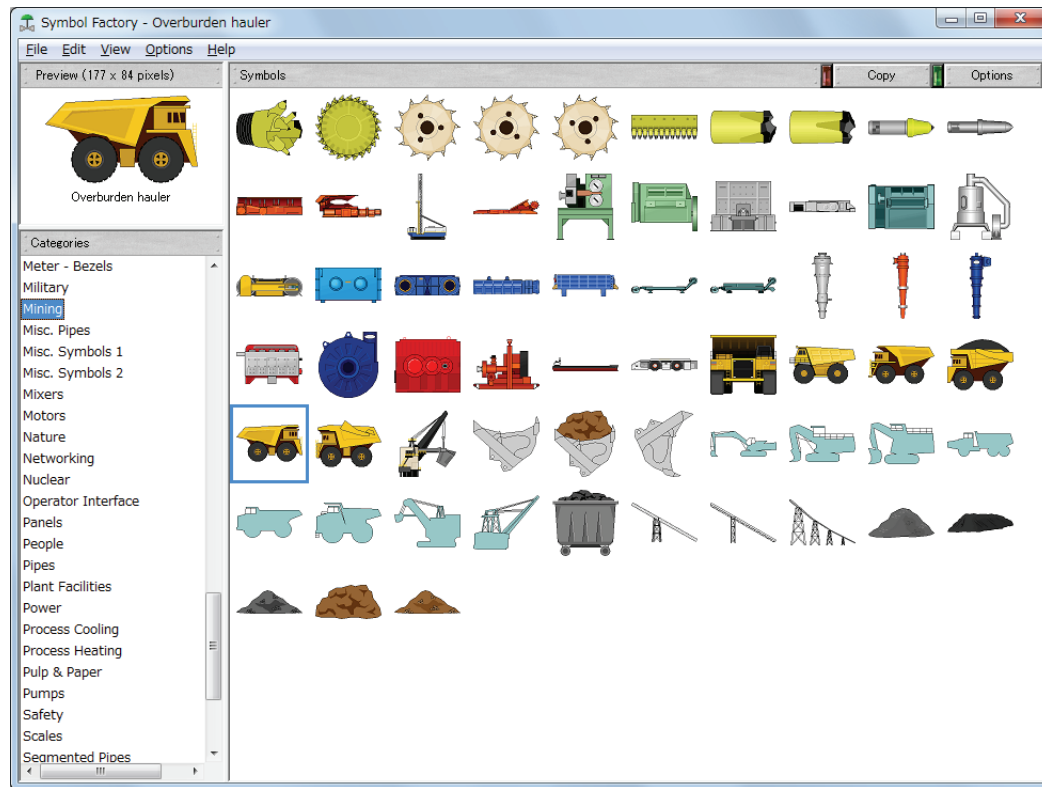 Symbol Factory - Overburden hauler
File Edit View Options Help
Preview (177 x 84 pixels)
Symbols
Copy
Options
Overburden hauler
Categories
Meter - Bezels
Military
Mining
Misc. Pipes
Misc. Symbols 1
Misc. Symbols 2
Mixers
Motors
Nature
Networking
Nuclear
Operator Interface
Panels
People
Pipes
Plant Facilities
Power
Process Cooling
Process Heating
Pulp & Paper
Pumps
Safety
Scales
Segmented Pipes